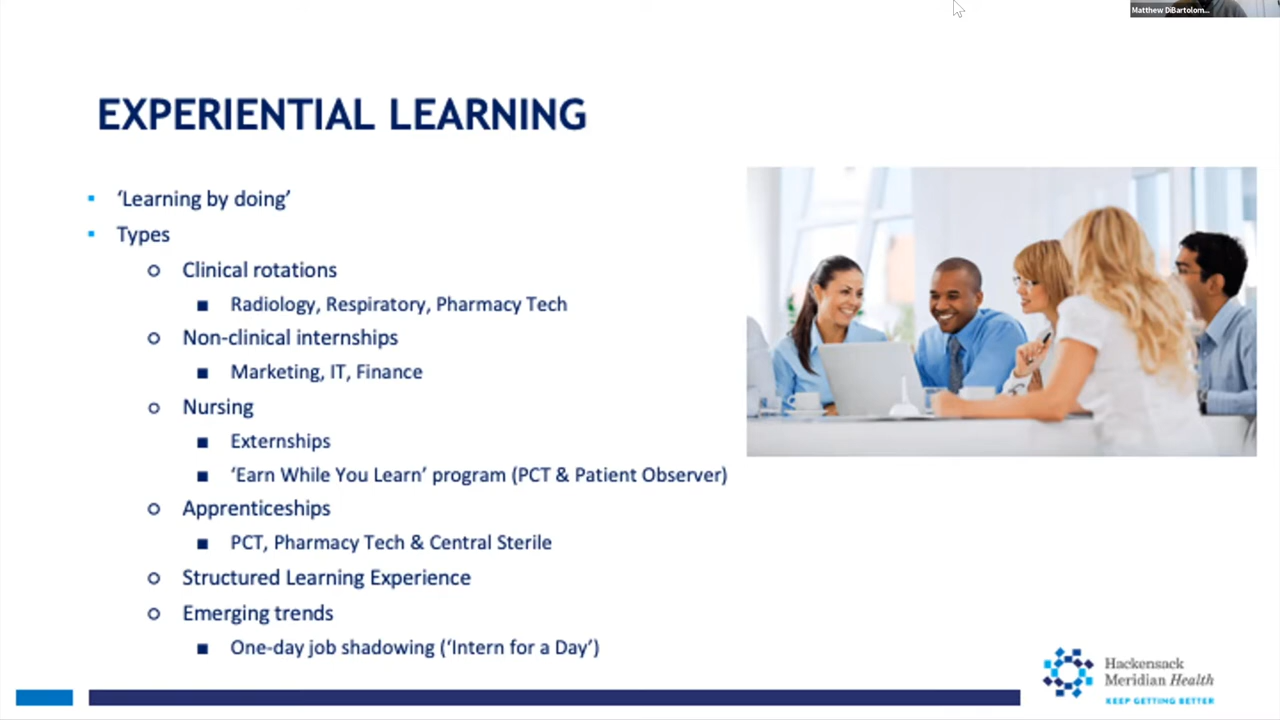 Matthew DiBartolom...
EXPERIENTIAL LEARNING
‘Learning by doing’
Types
Clinical rotations
Radiology, Respiratory, Pharmacy Tech
Non-clinical internships
Marketing, IT, Finance
Nursing
Externships
‘Earn While You Learn’ program (PCT & Patient Observer)
Apprenticeships
PCT, Pharmacy Tech & Central Sterile
Structured Learning Experience
Emerging trends
One-day job shadowing (‘Intern for a Day’)
Hackensack
Meridian Health
KEEP GETTING BETTER